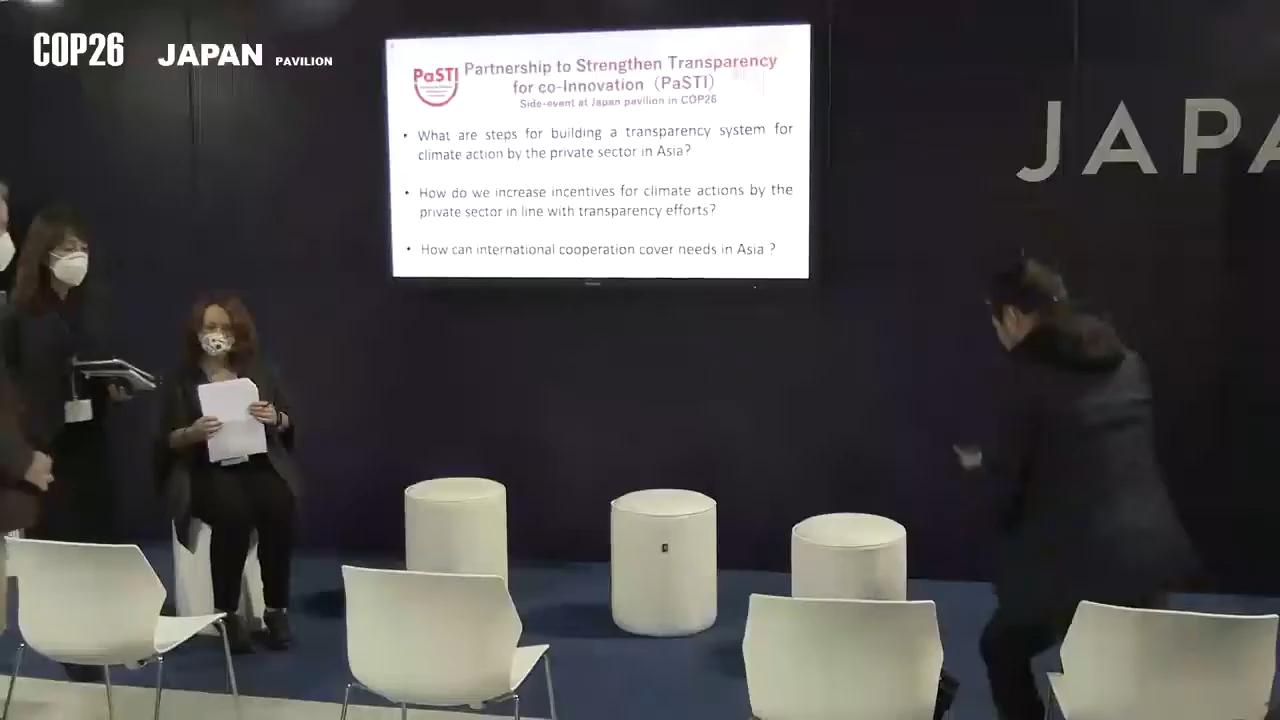 COP26 JAPAN PAVILION
PaSTI
Partnership to Strengthen Transparency
for co-Innovation (PaSTI)
Side-event at Japan pavilion in COP26
• What are steps for building a transparency system for
climate action by the private sector in Asia?
• How do we increase incentives for climate actions by the
private sector in line with transparency efforts?
• How can international cooperation cover needs in Asia ?
JAPA